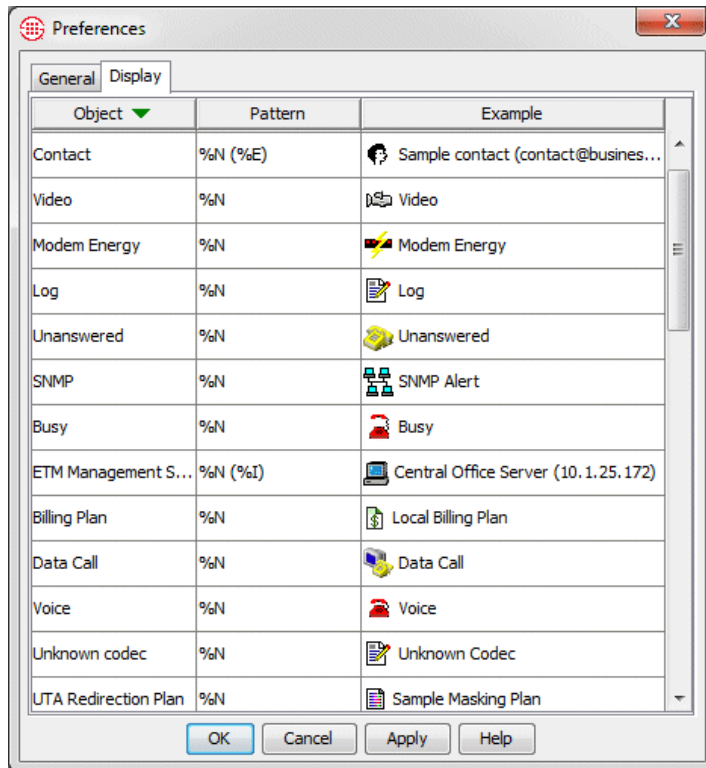 Preferences
General Display
Object Pattern Example
Contact %N (%E) Sample contact (contact@busines...
Video %N Video
Modem Energy %N Modem Energy
Log %N Log
Unanswered %N Unanswered
SNMP %N SNMP Alert
Busy %N Busy
ETM Management S... %N (%I) Central Office Server (10.1.25.172)
Billing Plan %N Local Billing Plan
Data Call %N Data Call
Voice %N Voice
Unknown codec %N Unknown Codec
UTA Redirection Plan %N Sample Masking Plan
OK Cancel Apply Help